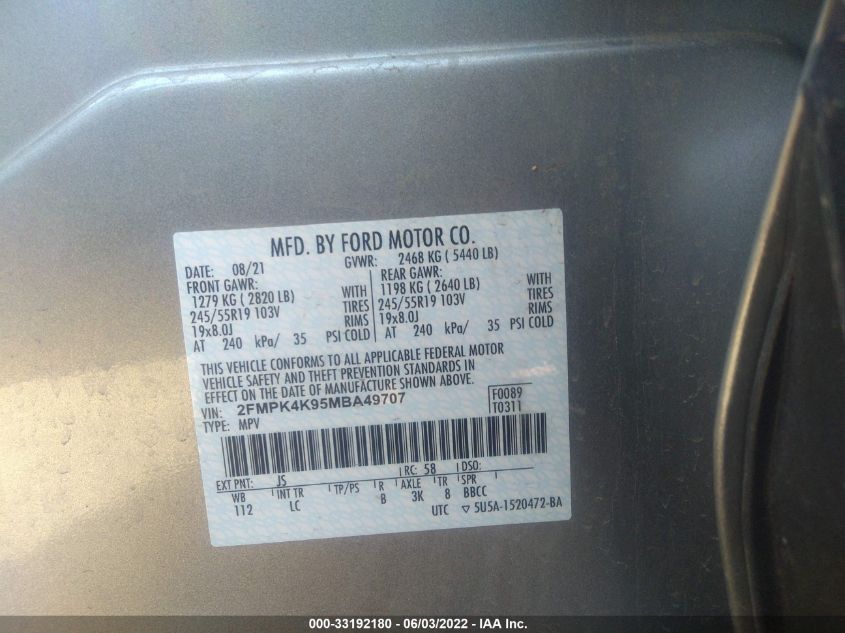 MFD. BY FORD MOTOR CO.
DATE: 08/21 GVWR: 2468 KG ( 5440 LB)
FRONT GAWR: REAR GAWR:
1279 KG ( 2820 LB) WITH 1198 KG ( 2640 LB) WITH
245/55R19 103V TIRES 245/55R19 103V TIRES
19x8.0J RIMS 19x8.0J RIMS
AT 240 kPa/ 35 PSI COLD AT 240 kPa/ 35 PSI COLD
THIS VEHICLE CONFORMS TO ALL APPLICABLE FEDERAL MOTOR
VEHICLE SAFETY AND THEFT PREVENTION STANDARDS IN
EFFECT ON THE DATE OF MANUFACTURE SHOWN ABOVE.
VIN: 2FMPK4K95MBA49707 F0089
TYPE: MPV T0311
EXT PNT: JS RC: 58 DSO:
WB INT TR TP/PS R AXLE TR SPR
112 LC B 3K 8 BBCC
UTC ▽ 5U5A-1520472-BA
000-33192180 - 06/03/2022 - IAA Inc.